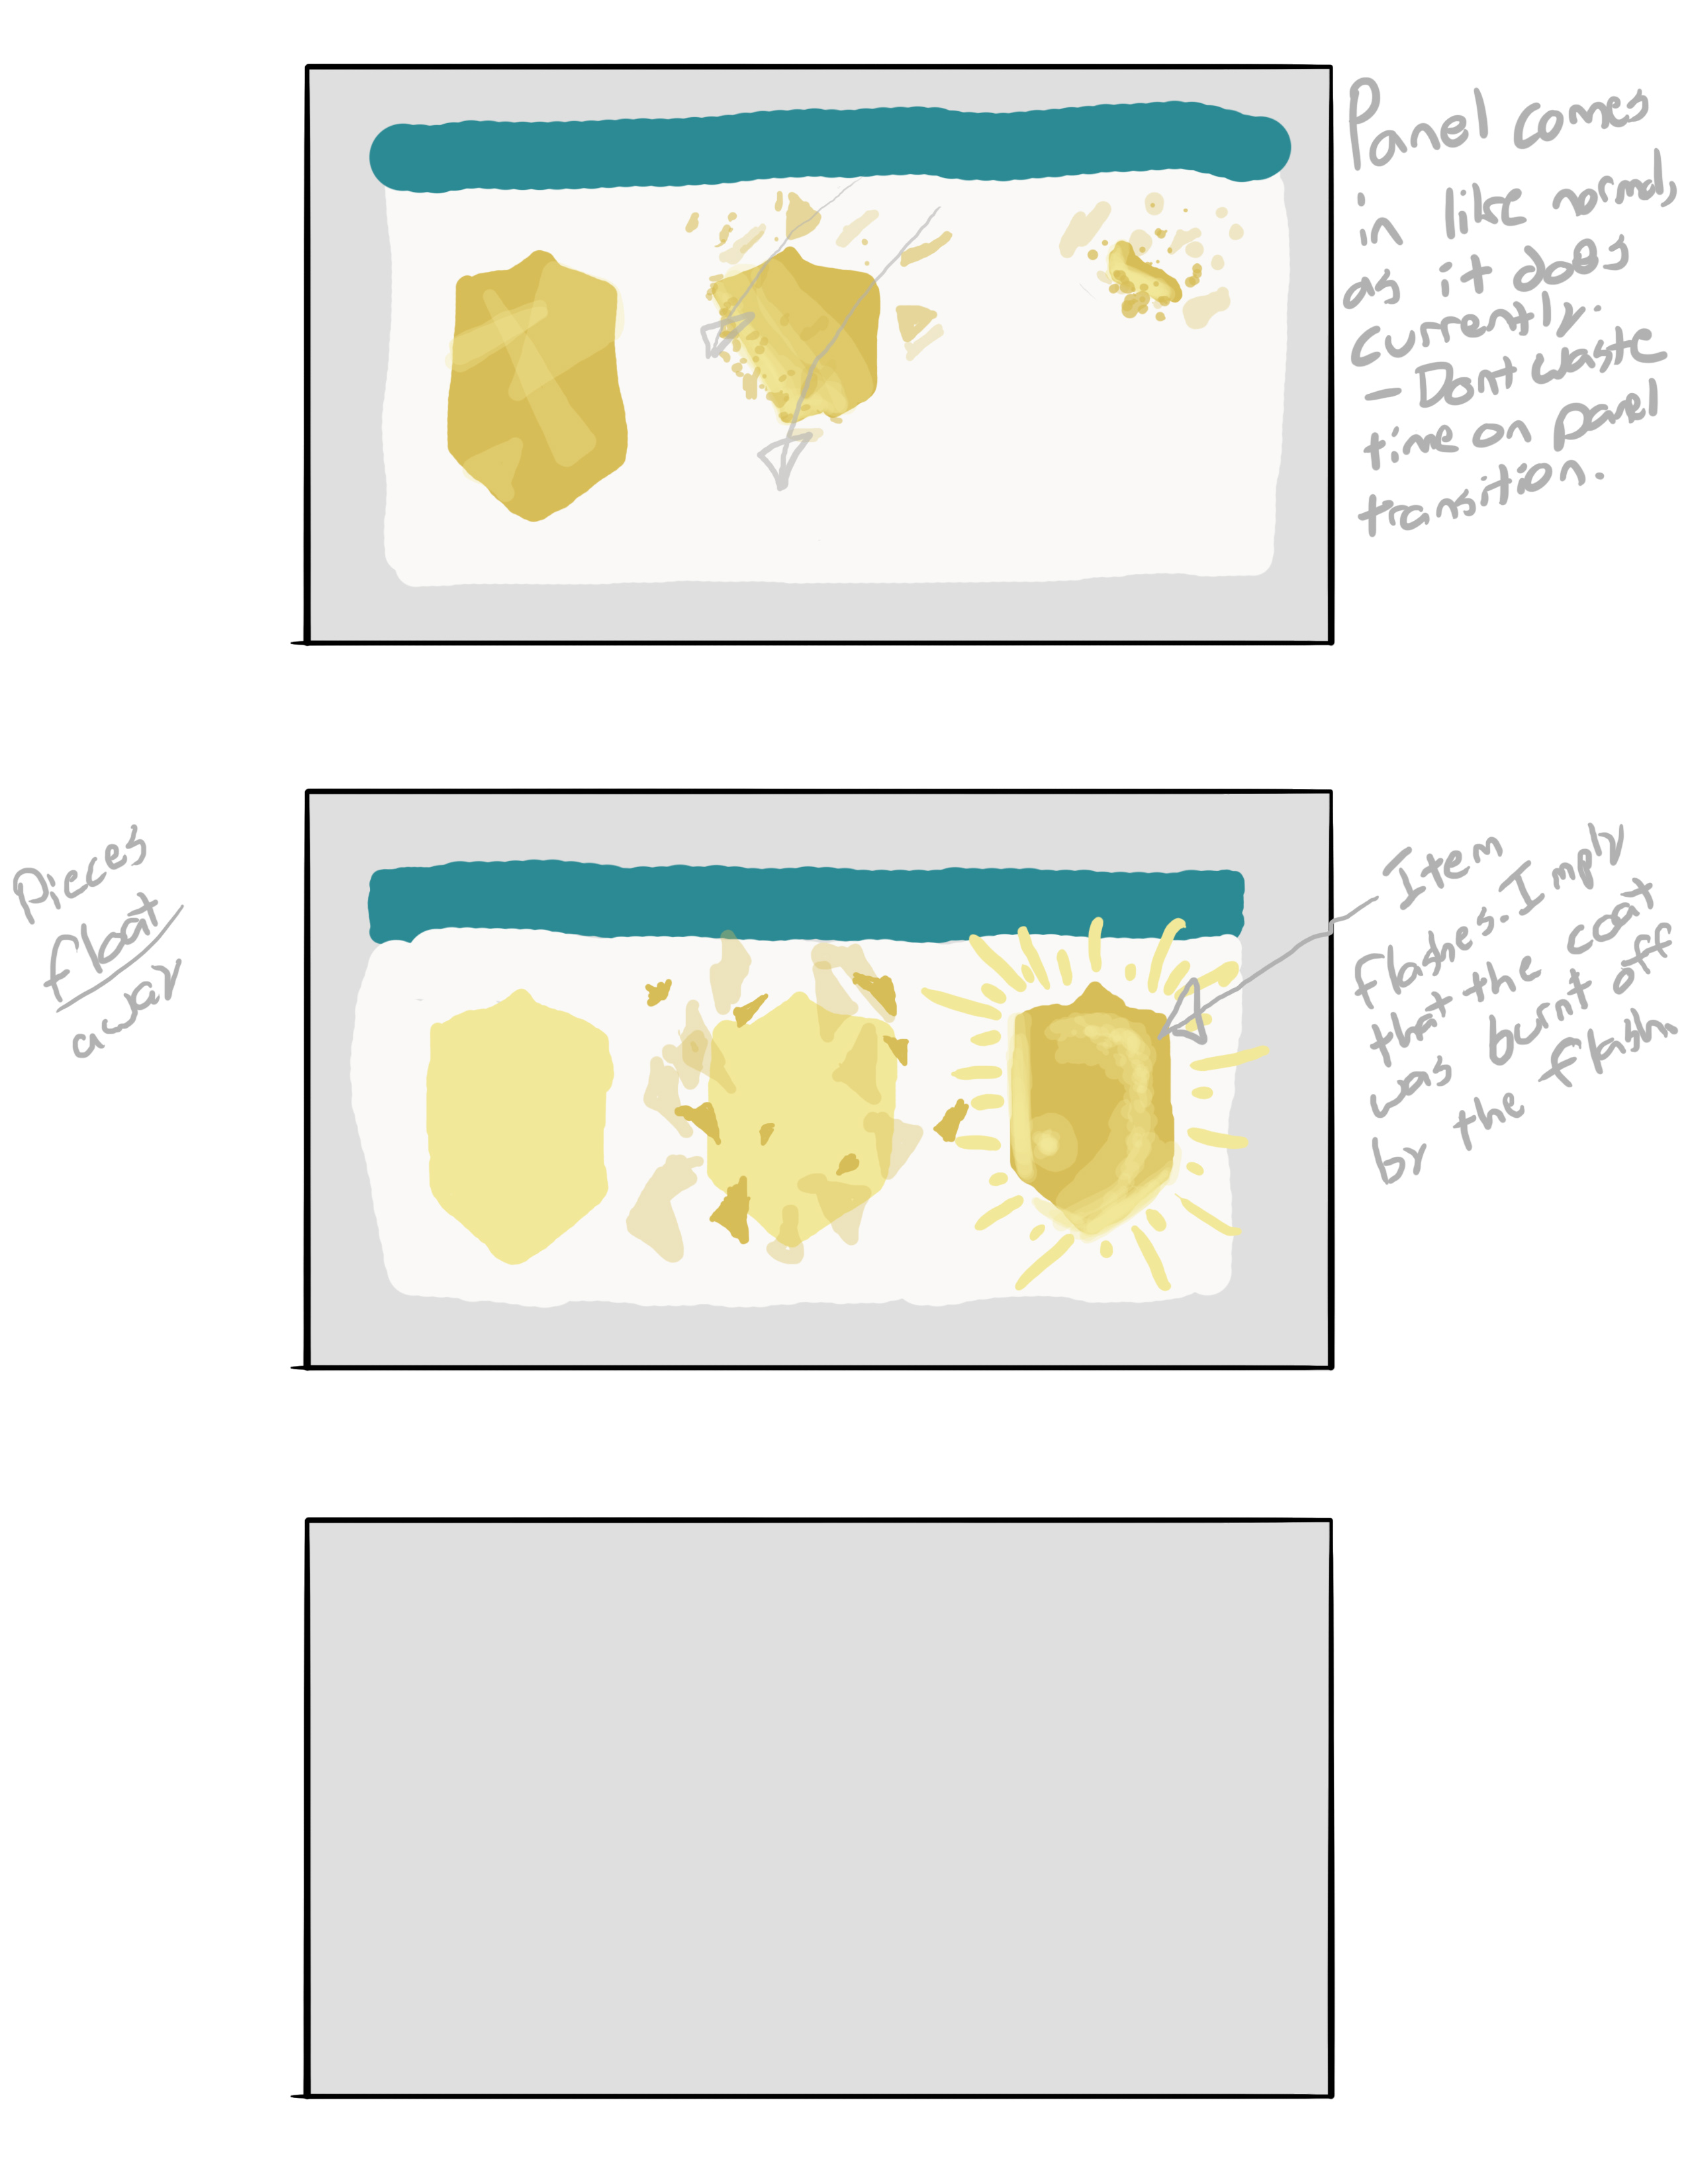 Panel comes
in like normal,
as it does
currently.
- Dont waste
time on panel
transition.
Pieces
float
away
Item
flashes. Imply
that the coat
was burnt off
by the flash.